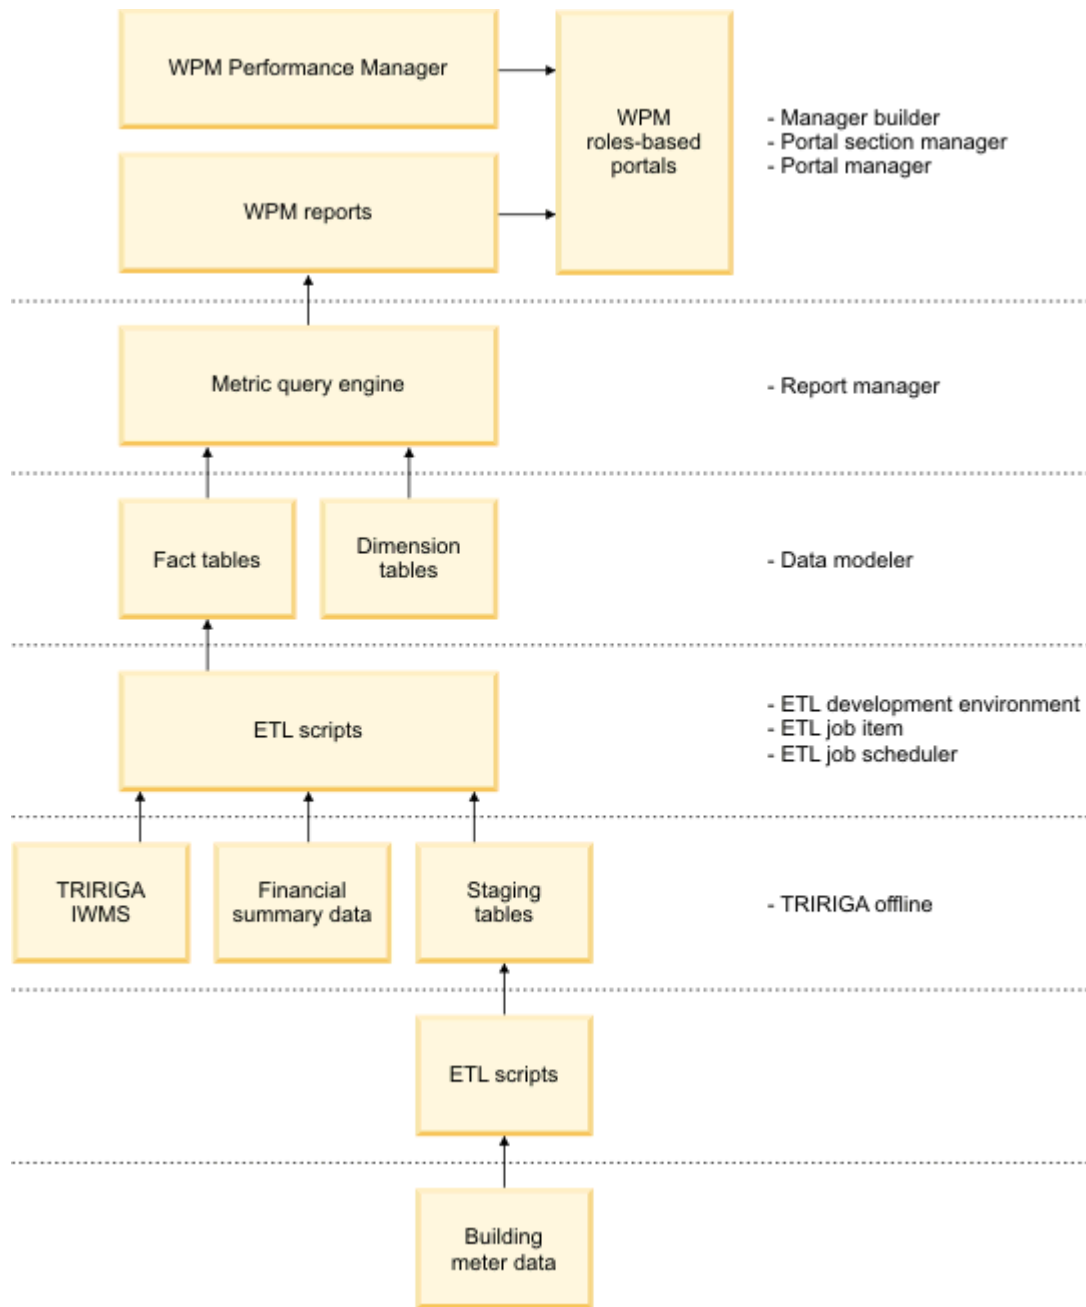 WPM Performance Manager
WPM
roles-based
portals
- Manager builder
- Portal section manager
- Portal manager
WPM reports
Metric query engine
- Report manager
Fact tables
Dimension
tables
- Data modeler
ETL scripts
- ETL development environment
- ETL job item
- ETL job scheduler
TRIRIGA
IWMS
Financial
summary data
Staging
tables
- TRIRIGA offline
ETL scripts
Building
meter data